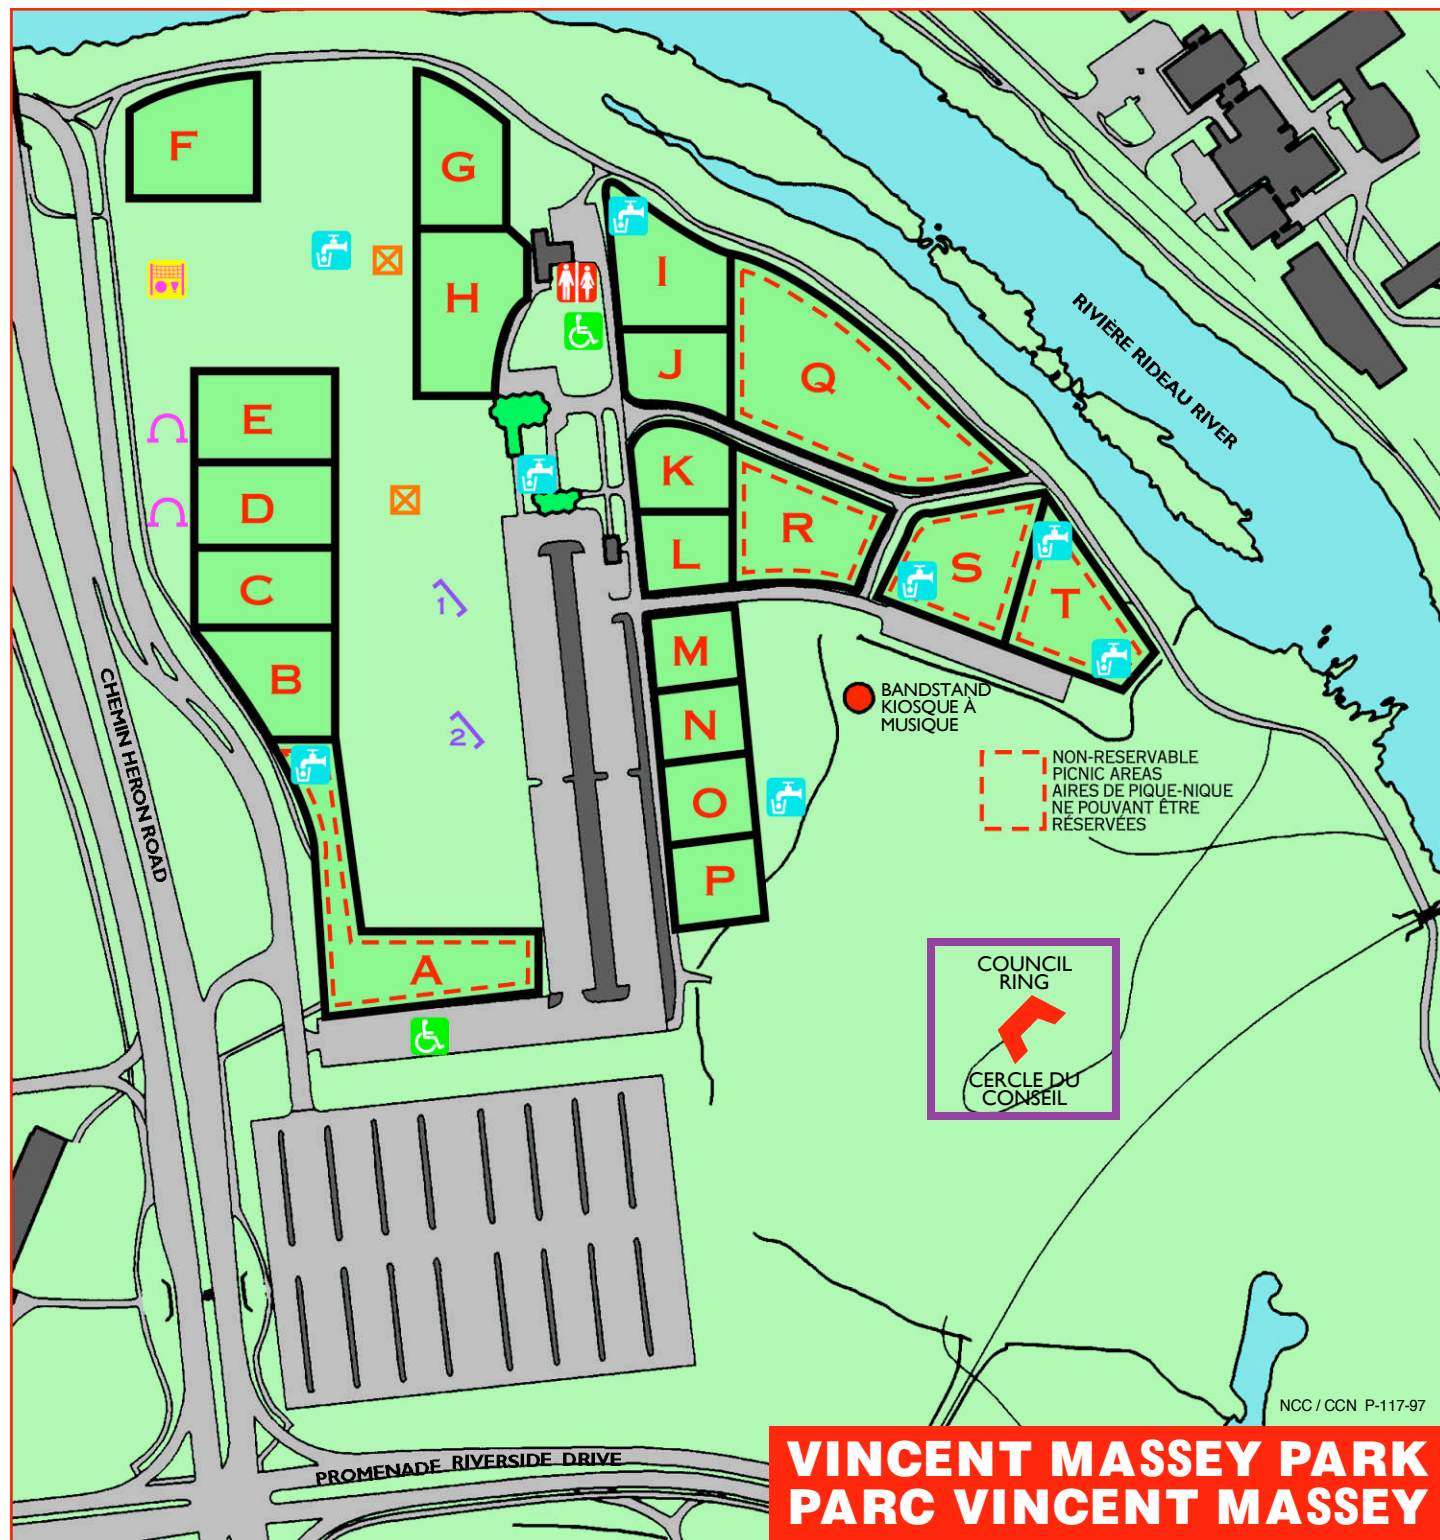 F
G
H
I
J
Q
E
D
C
B
K
L
R
S
T
1
2
M
N
O
P
A
RIVIÈRE RIDEAU RIVER
CHEMIN HERON ROAD
BANDSTAND
KIOSQUE À
MUSIQUE
NON-RESERVABLE
PICNIC AREAS
AIRES DE PIQUE-NIQUE
NE POUVANT ÊTRE
RÉSERVÉES
COUNCIL
RING
CERCLE DU
CONSEIL
NCC / CCN P-117-97
PROMENADE RIVERSIDE DRIVE
VINCENT MASSEY PARK
PARC VINCENT MASSEY